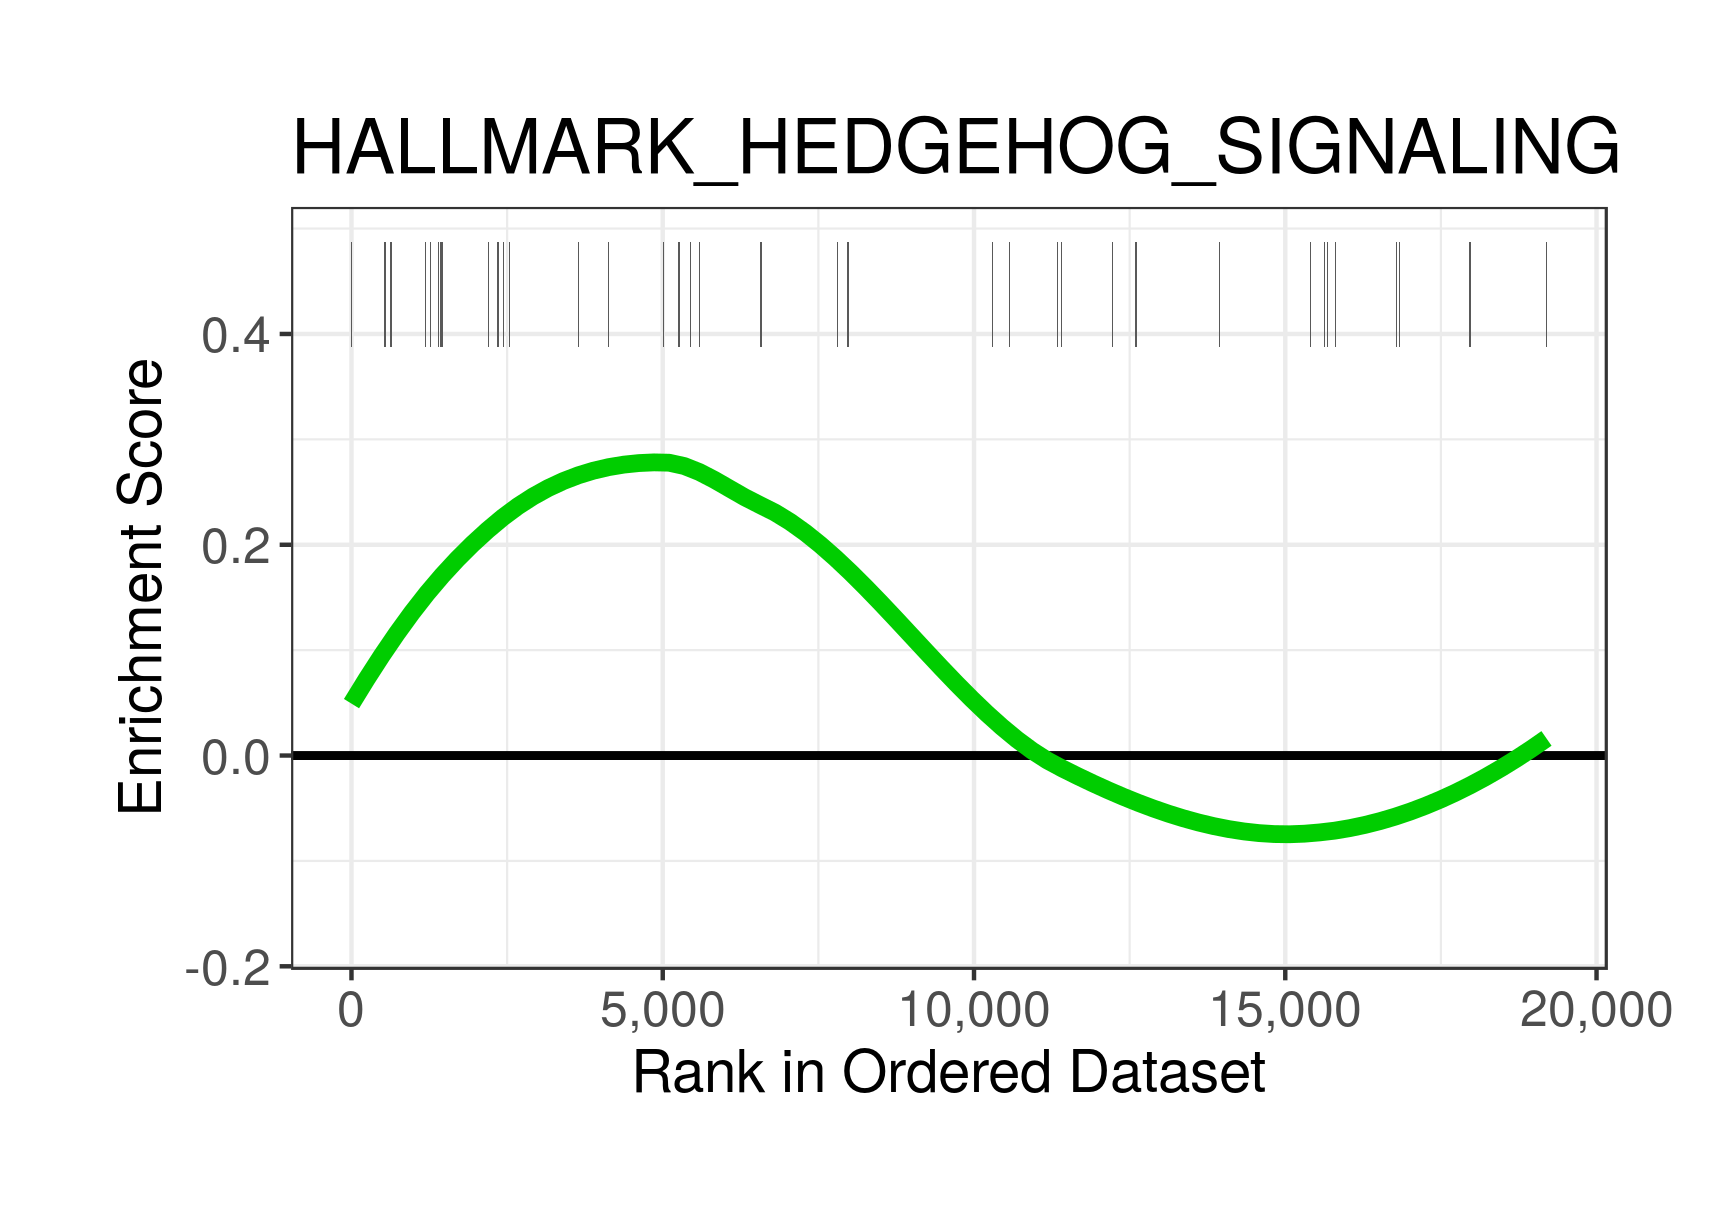 HALLMARK_HEDGEHOG_SIGNALING
Enrichment Score
0.4
0.2
0.0
-0.2
0 5,000 10,000 15,000 20,000
Rank in Ordered Dataset